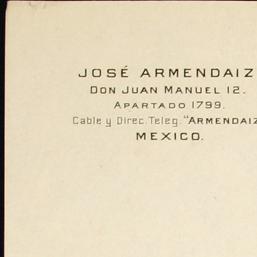 JOSÉ ARMENDAIZ
DON JUAN MANUEL 12.
APARTADO 1799.
Cable y Direc. Teleg. "ARMENDAIZ
MEXICO.